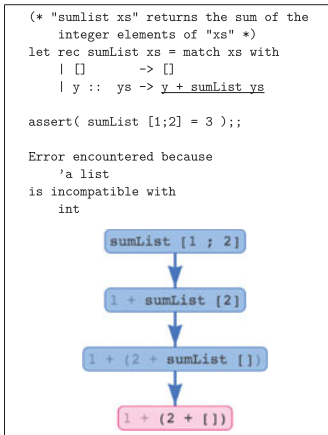 (* "sumlist xs" returns the sum of the
integer elements of "xs" *)
let rec sumList xs = match xs with
| [] -> []
| y :: ys -> y + sumList ys
assert( sumList [1;2] = 3 );;
Error encountered because
'a list
is incompatible with
int
sumList [1 ; 2]
1 + sumList [2]
1 + (2 + sumList [])
1 + (2 + [])